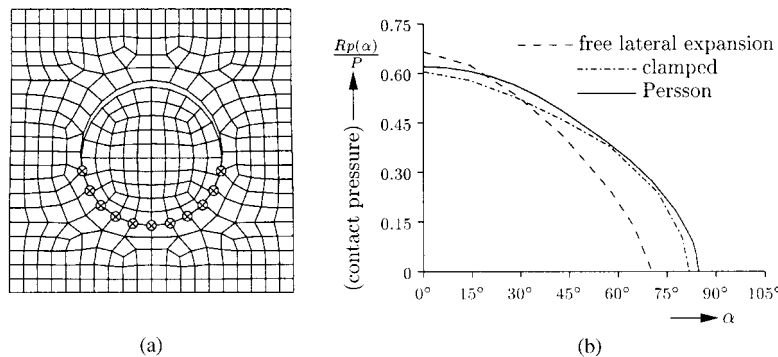 0.75
0.60
0.45
0.30
0.15
0
Rp(α)
P
(contact pressure)
free lateral expansion
clamped
Persson
0° 15° 30° 45° 60° 75° 90° 105°
α
(a)
(b)